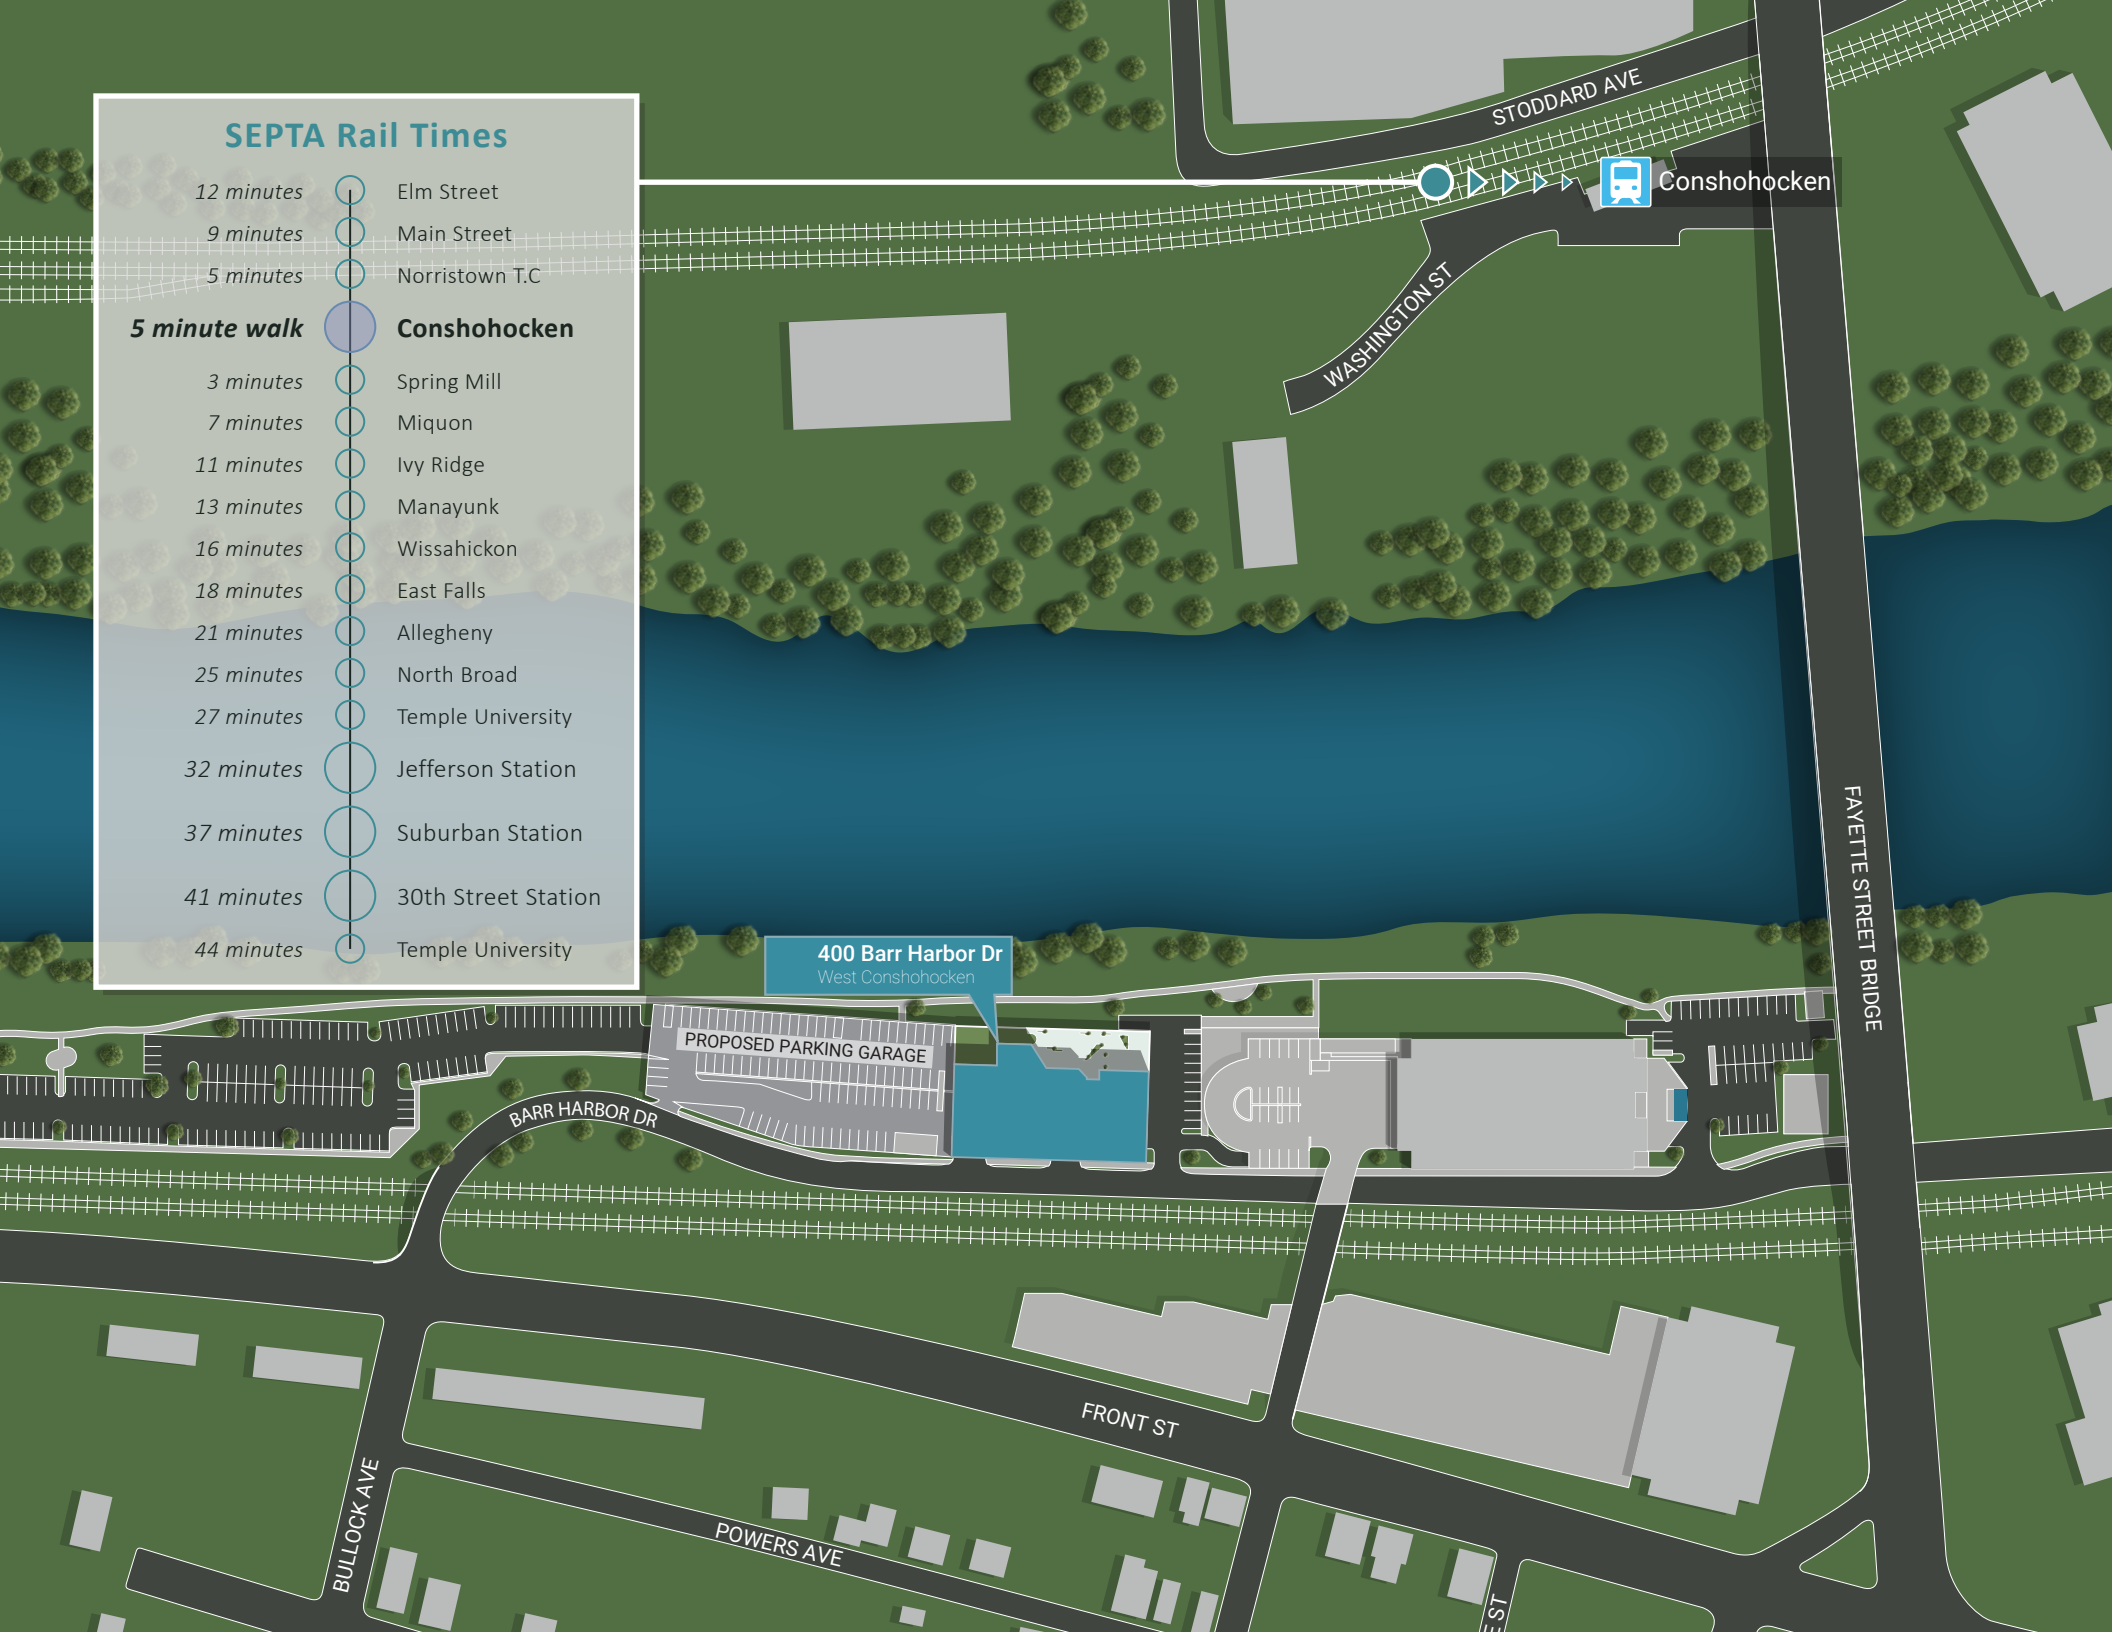 SEPTA Rail Times
12 minutes Elm Street
9 minutes Main Street
5 minutes Norristown T.C
5 minute walk Conshohocken
3 minutes Spring Mill
7 minutes Miquon
11 minutes Ivy Ridge
13 minutes Manayunk
16 minutes Wissahickon
18 minutes East Falls
21 minutes Allegheny
25 minutes North Broad
27 minutes Temple University
32 minutes Jefferson Station
37 minutes Suburban Station
41 minutes 30th Street Station
44 minutes Temple University
STODDARD AVE
Conshohocken
WASHINGTON ST
FAYETTE STREET BRIDGE
400 Barr Harbor Dr
West Conshohocken
PROPOSED PARKING GARAGE
BARR HARBOR DR
FRONT ST
BULLOCK AVE
POWERS AVE
E ST